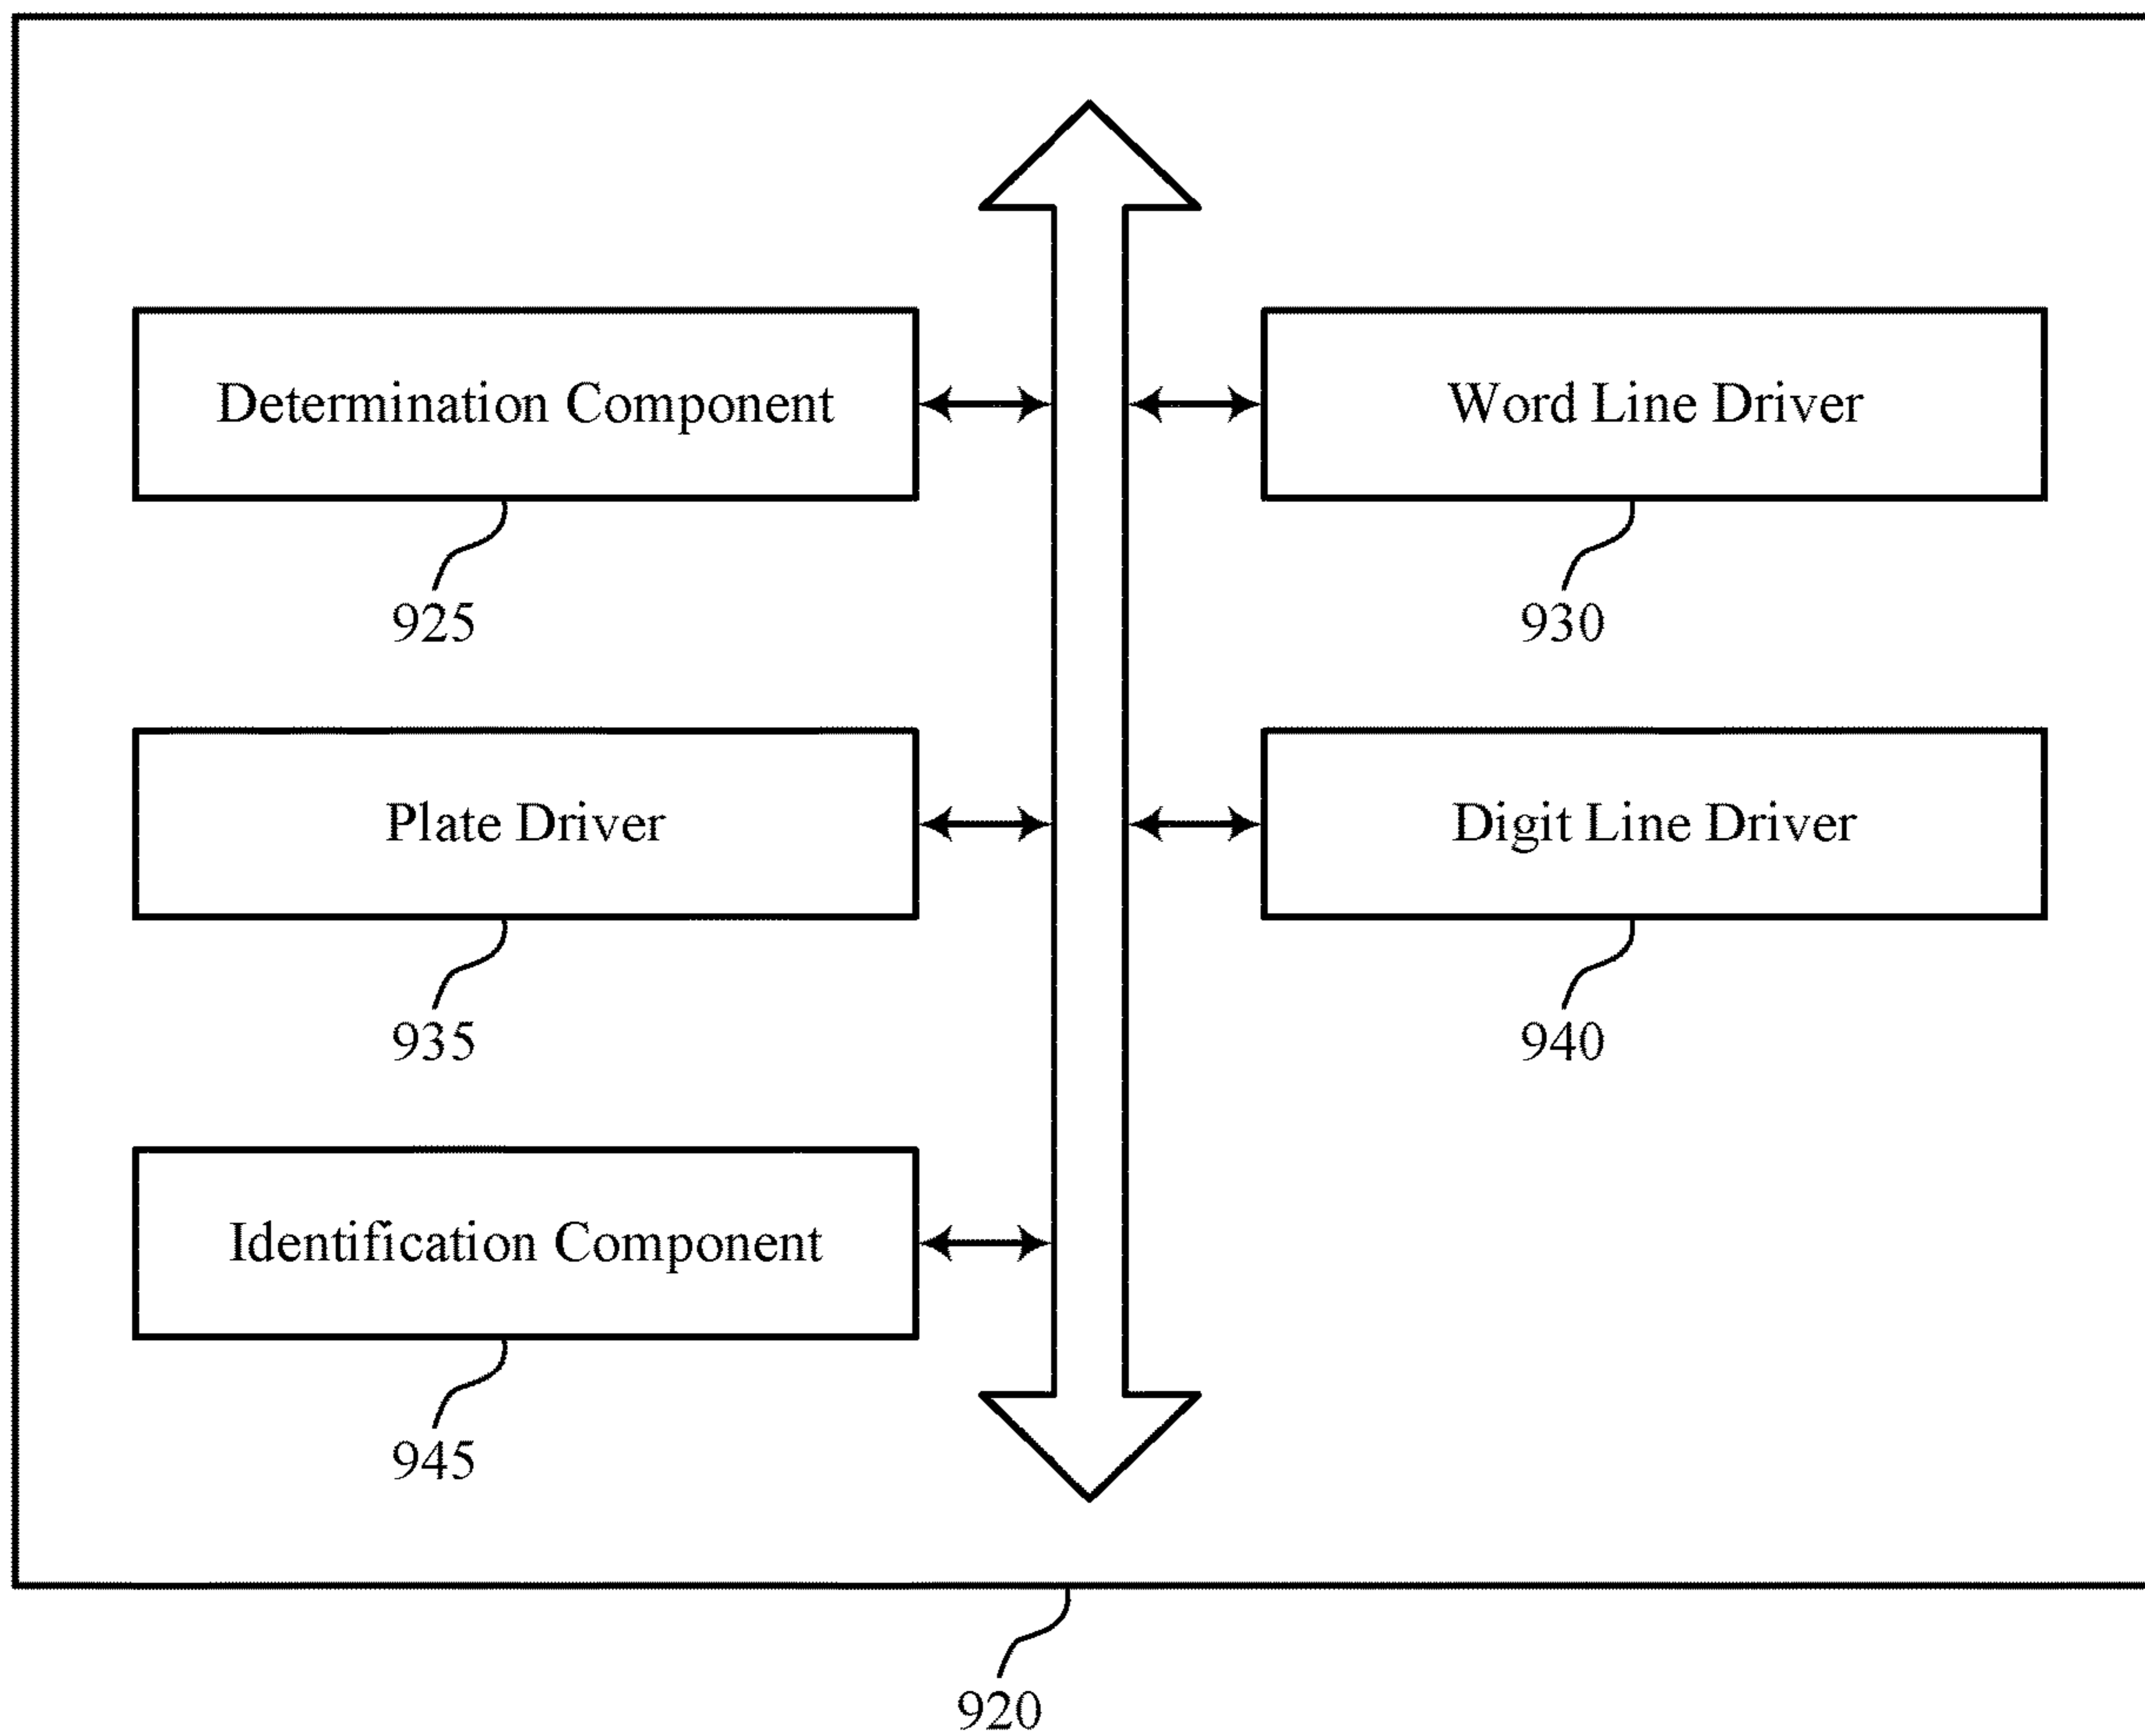 Determination Component
Word Line Driver
925
930
Plate Driver
Digit Line Driver
935
940
Identification Component
945
920